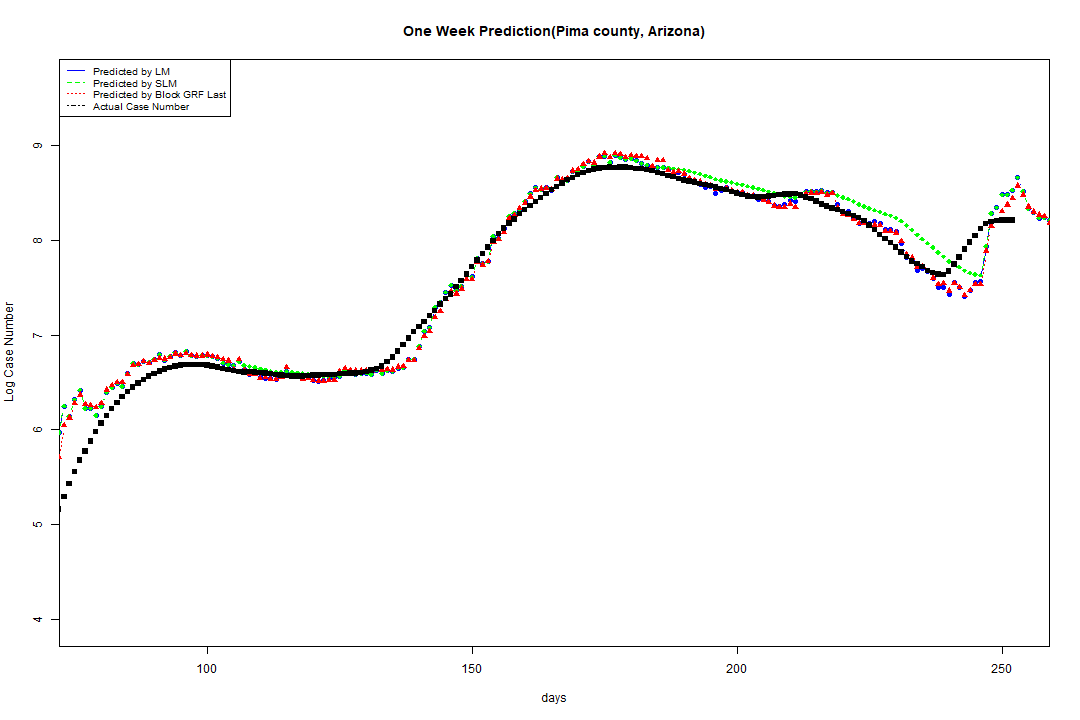 One Week Prediction(Pima county, Arizona)
Predicted by LM
Predicted by SLM
Predicted by Block GRF Last
Actual Case Number
9
8
7
6
5
4
Log Case Number
100
150
200
250
days